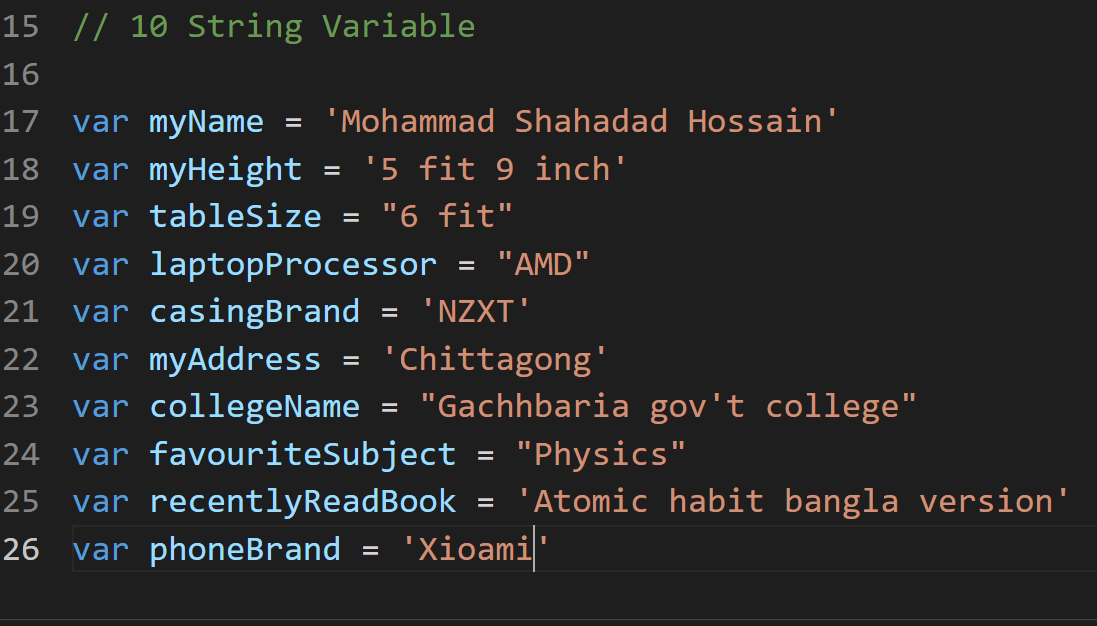 15 // 10 String Variable
16
17 var myName = 'Mohammad Shahadad Hossain'
18 var myHeight = '5 fit 9 inch'
19 var tableSize = "6 fit"
20 var laptopProcessor = "AMD"
21 var casingBrand = 'NZXT'
22 var myAddress = 'Chittagong'
23 var collegeName = "Gachhbaria gov't college"
24 var favouriteSubject = "Physics"
25 var recentlyReadBook = 'Atomic habit bangla version'
26 var phoneBrand = 'Xioami'